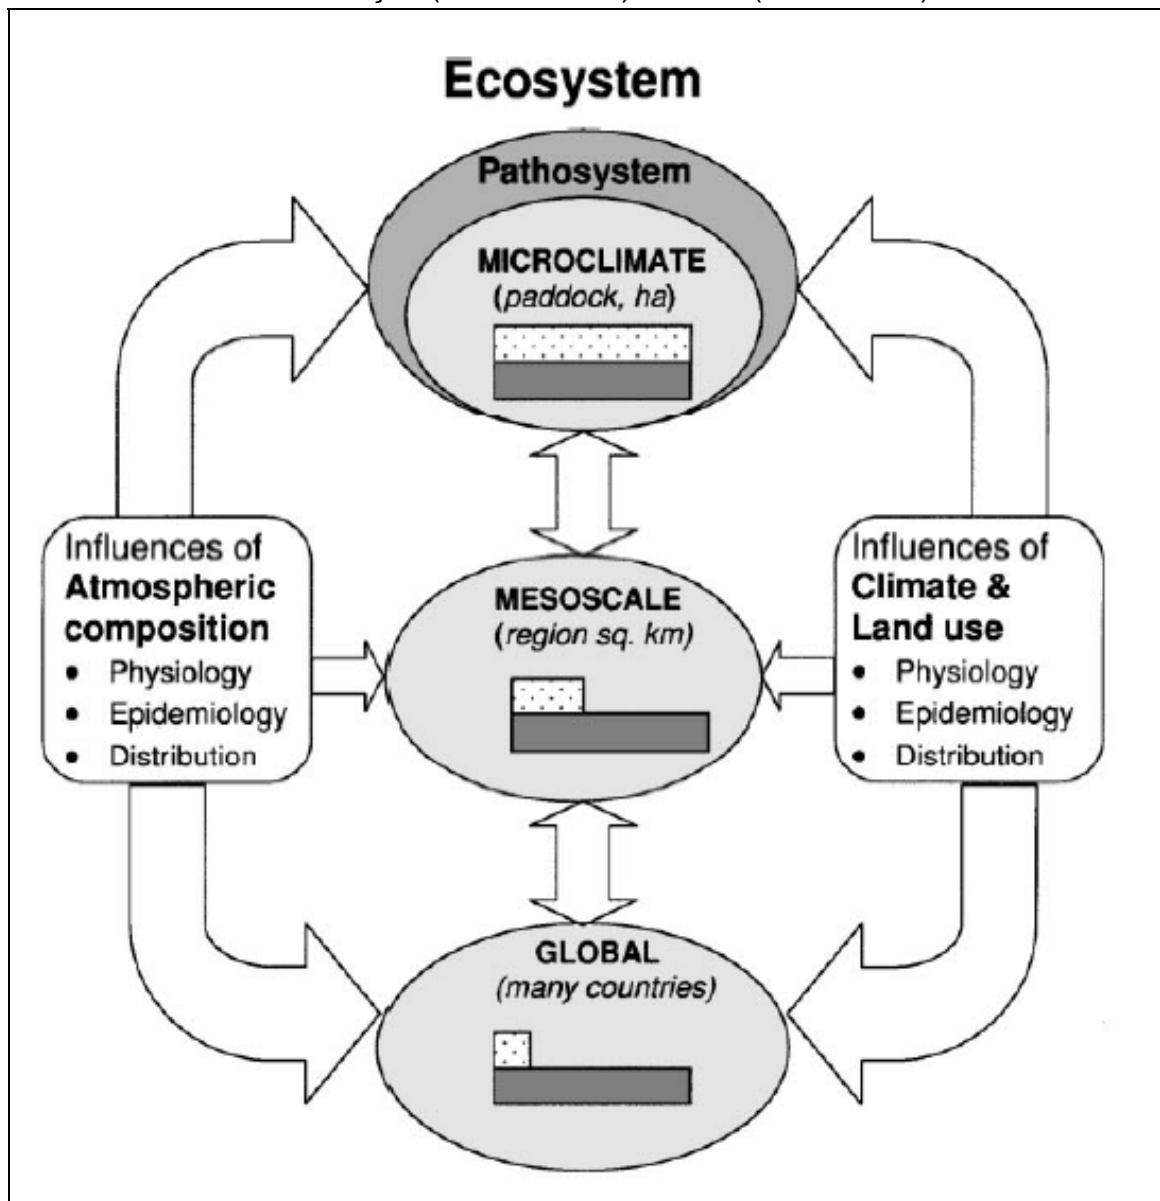 Ecosystem
Pathosystem
MICROCLIMATE
(paddock, ha)
Influences of
Atmospheric
composition
• Physiology
• Epidemiology
• Distribution
MESOSCALE
(region sq. km)
Influences of
Climate &
Land use
• Physiology
• Epidemiology
• Distribution
GLOBAL
(many countries)